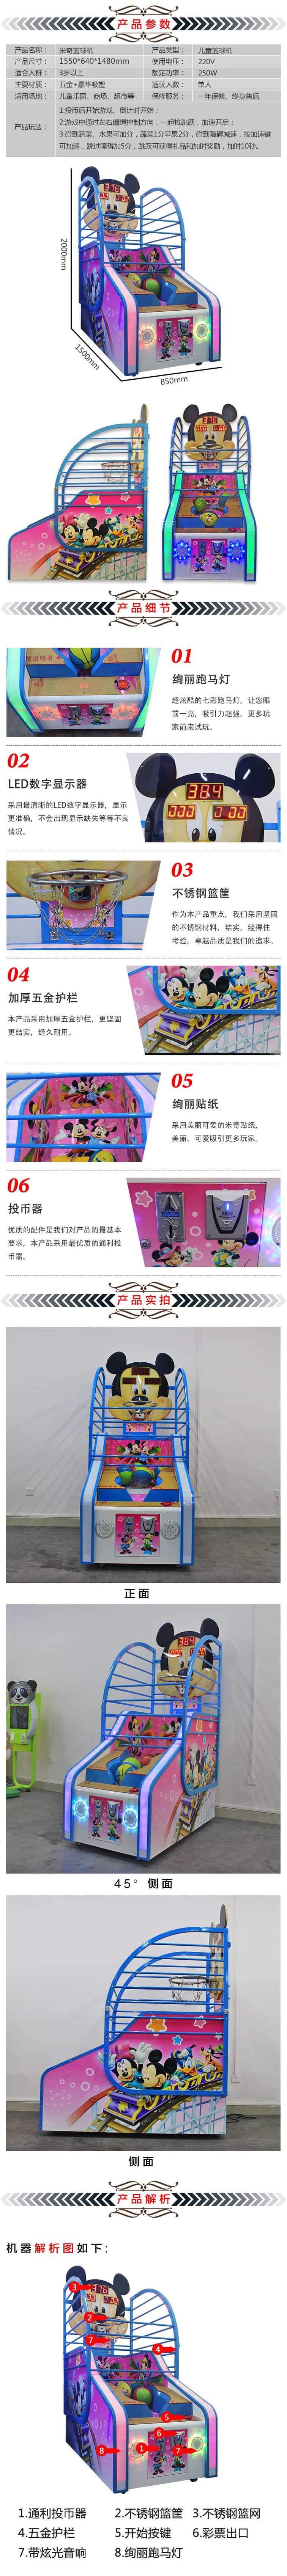 产品参数
产品名称： 米奇篮球机 产品类型： 儿童篮球机
产品尺寸： 1550*640*1480mm 使用电压： 220V
适合人群： 3岁以上 额定功率： 250W
主要材质： 五金+豪华吸塑 适玩人数： 单人
适用场地： 儿童乐园、商场、超市等 保修服务： 一年保修、终身售后
产品玩法：
1:投币后开始游戏、倒计时开始；
2:游戏中通过左右缰绳控制方向，一起拉跳跃，加速开启；
3:碰到蔬菜、水果可加分，蔬菜1分苹果2分，碰到障碍减速，按加速键
可加速，跳过障碍加5分，跳跃可获得礼品和加时奖励，加时10秒。
2000mm
1500mm
850mm
产品细节
01
绚丽跑马灯
超炫酷的七彩跑马灯，让您眼
前一亮，吸引力超强，更多玩
家前来试玩。
02
LED数字显示器
采用最清晰的LED数字显示器，显示
更准确，不会出现显示缺失等等不良
情况。
384
000
000
03
不锈钢篮筐
作为本产品重点，我们采用坚固
的不锈钢材料，结实，经得住
考验，卓越品质是我们的追求。
04
加厚五金护栏
本产品采用加厚五金护栏，更坚固
更结实，经久耐用。
05
绚丽贴纸
采用美丽可爱的米奇贴纸，
美丽、可爱吸引更多玩家。
06
投币器
优质的配件是我们对产品的最基本
要求，本产品采用最优质的通利投
币器。
产品实拍
正面
45°侧面
侧面
产品解析
机器解析图如下：
3
2
7
4
5
6
1
7
8
1.通利投币器 2.不锈钢篮筐 3.不锈钢篮网
4.五金护栏 5.开始按键 6.彩票出口
7.带炫光音响 8.绚丽跑马灯